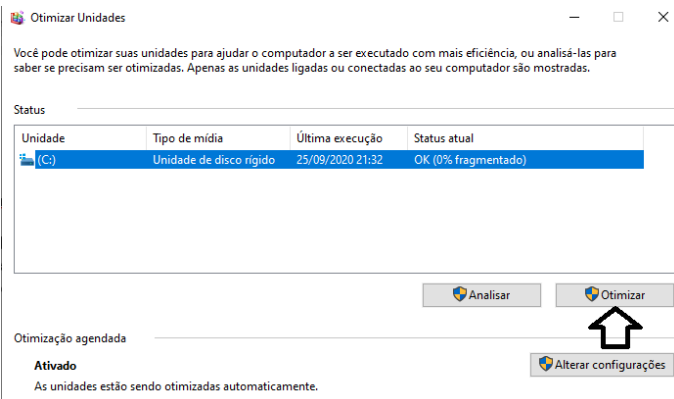 Otimizar Unidades
Você pode otimizar suas unidades para ajudar o computador a ser executado com mais eficiência, ou analisá-las para
saber se precisam ser otimizadas. Apenas as unidades ligadas ou conectadas ao seu computador são mostradas.
Status
Unidade Tipo de mídia Última execução Status atual
(C:) Unidade de disco rígido 25/09/2020 21:32 OK (0% fragmentado)
Analisar Otimizar
Otimização agendada
Ativado Alterar configurações
As unidades estão sendo otimizadas automaticamente.